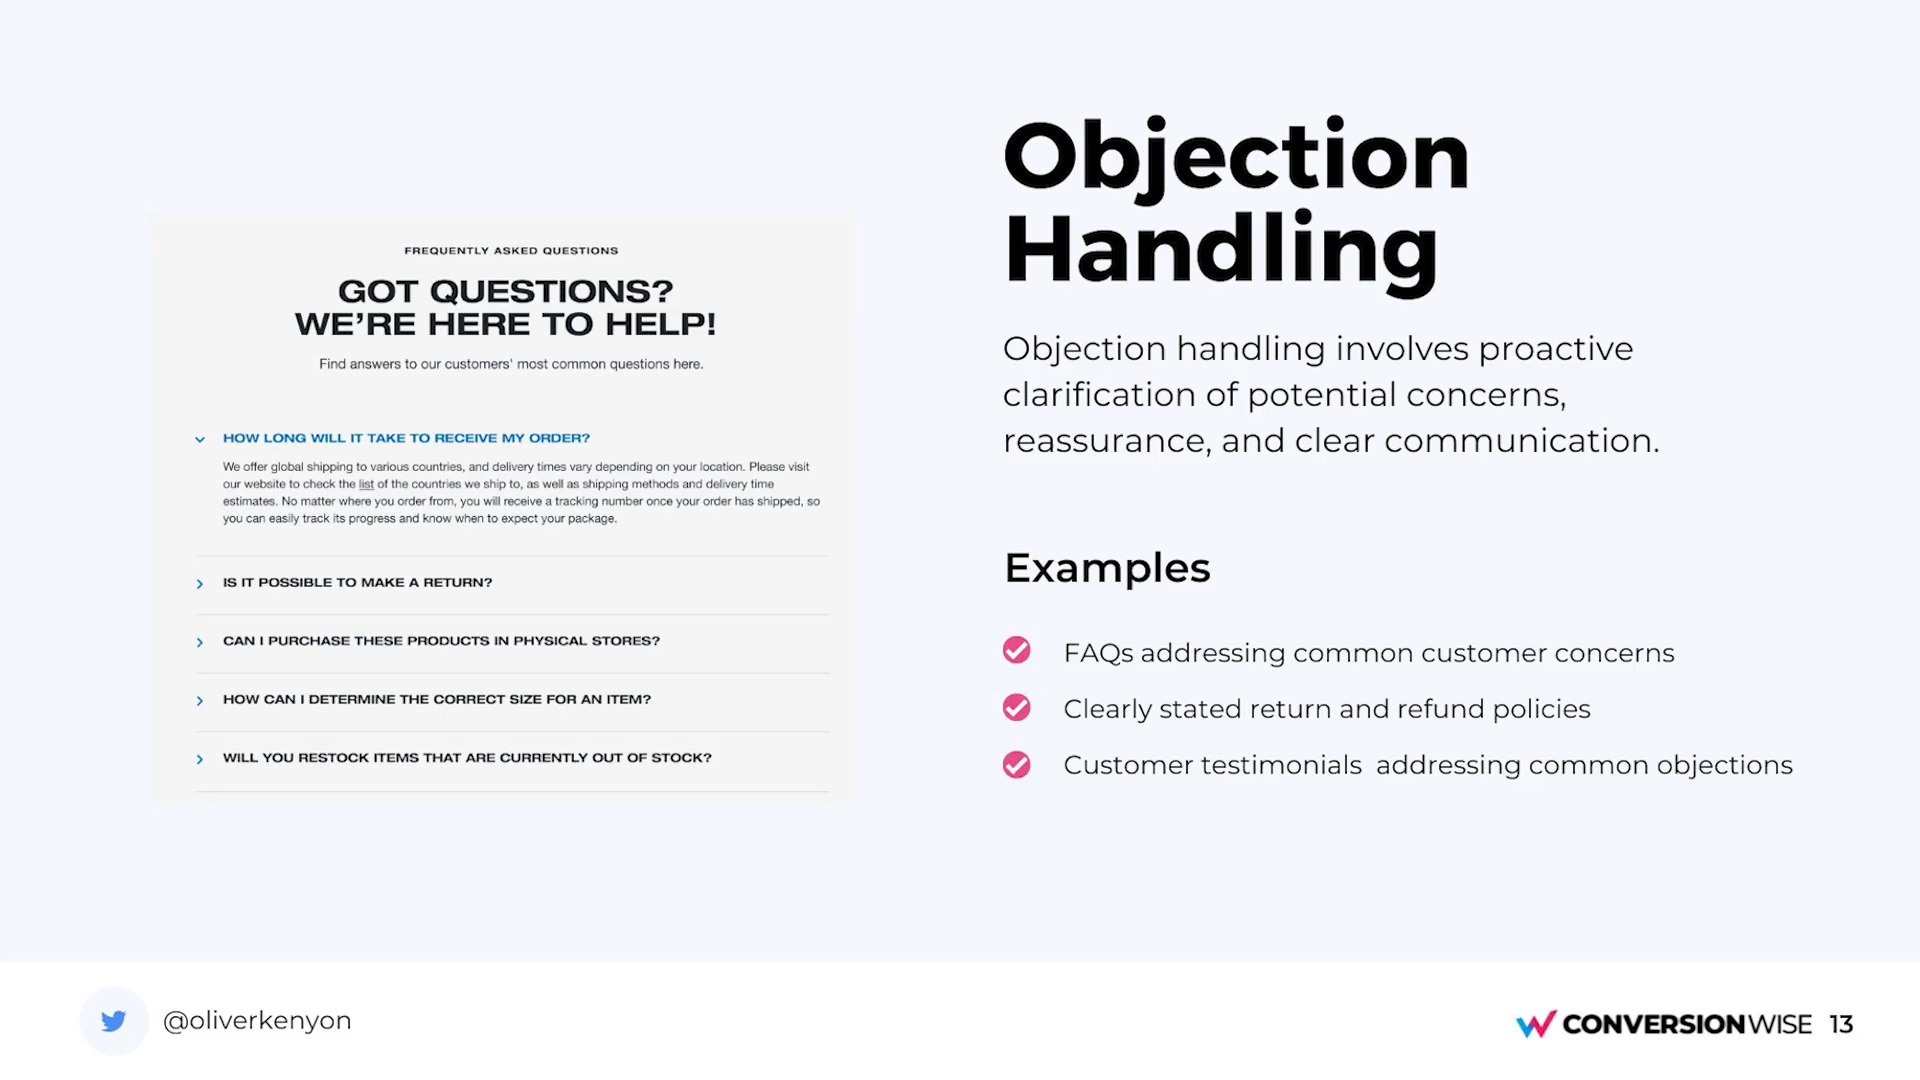 FREQUENTLY ASKED QUESTIONS
GOT QUESTIONS?
WE'RE HERE TO HELP!
Find answers to our customers' most common questions here.
HOW LONG WILL IT TAKE TO RECEIVE MY ORDER?
We offer global shipping to various countries, and delivery times vary depending on your location. Please visit
our website to check the list of the countries we ship to, as well as shipping methods and delivery time
estimates. No matter where you order from, you will receive a tracking number once your order has shipped, so
you can easily track its progress and know when to expect your package.
IS IT POSSIBLE TO MAKE A RETURN?
CAN I PURCHASE THESE PRODUCTS IN PHYSICAL STORES?
HOW CAN I DETERMINE THE CORRECT SIZE FOR AN ITEM?
WILL YOU RESTOCK ITEMS THAT ARE CURRENTLY OUT OF STOCK?
Objection
Handling
Objection handling involves proactive
clarification of potential concerns,
reassurance, and clear communication.
Examples
FAQs addressing common customer concerns
Clearly stated return and refund policies
Customer testimonials  addressing common objections
@oliverkenyon
CONVERSIONWISE 13